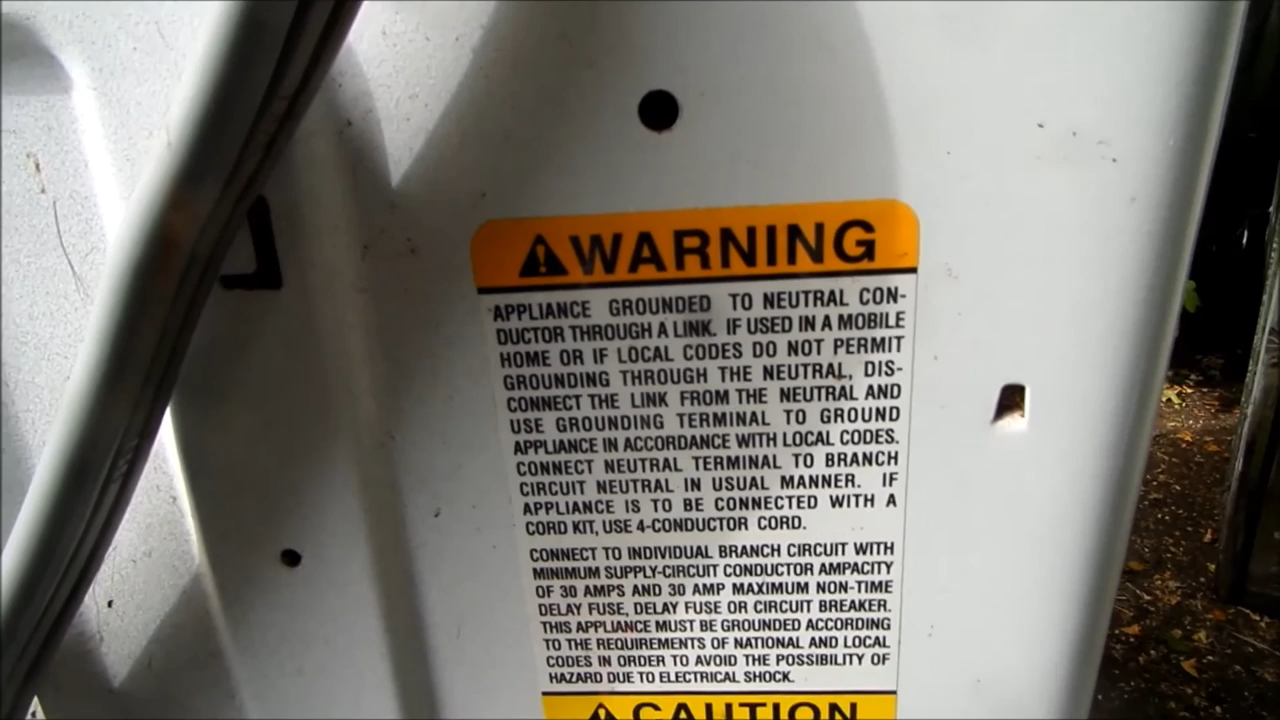 WARNING
APPLIANCE GROUNDED TO NEUTRAL CON-
DUCTOR THROUGH A LINK. IF USED IN A MOBILE
HOME OR IF LOCAL CODES DO NOT PERMIT
GROUNDING THROUGH THE NEUTRAL, DIS-
CONNECT THE LINK FROM THE NEUTRAL AND
USE GROUNDING TERMINAL TO GROUND
APPLIANCE IN ACCORDANCE WITH LOCAL CODES.
CONNECT NEUTRAL TERMINAL TO BRANCH
CIRCUIT NEUTRAL IN USUAL MANNER. IF
APPLIANCE IS TO BE CONNECTED WITH A
CORD KIT, USE 4-CONDUCTOR CORD.
CONNECT TO INDIVIDUAL BRANCH CIRCUIT WITH
MINIMUM SUPPLY-CIRCUIT CONDUCTOR AMPACITY
OF 30 AMPS AND 30 AMP MAXIMUM NON-TIME
DELAY FUSE, DELAY FUSE OR CIRCUIT BREAKER.
THIS APPLIANCE MUST BE GROUNDED ACCORDING
TO THE REQUIREMENTS OF NATIONAL AND LOCAL
CODES IN ORDER TO AVOID THE POSSIBILITY OF
HAZARD DUE TO ELECTRICAL SHOCK.
CAUTION